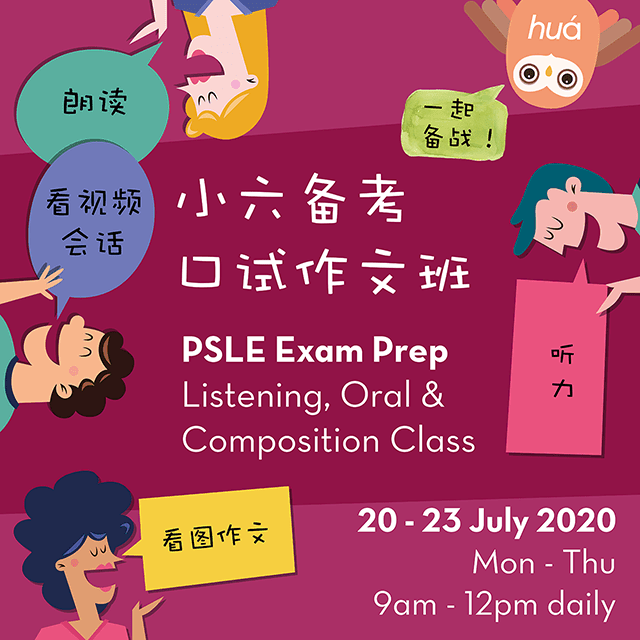 huá
朗读
一起
备战！
看视频
会话
小六备考
口试作文班
PSLE Exam Prep
Listening, Oral &
Composition Class
听
力
看图作文
20 - 23 July 2020
Mon - Thu
9am - 12pm daily